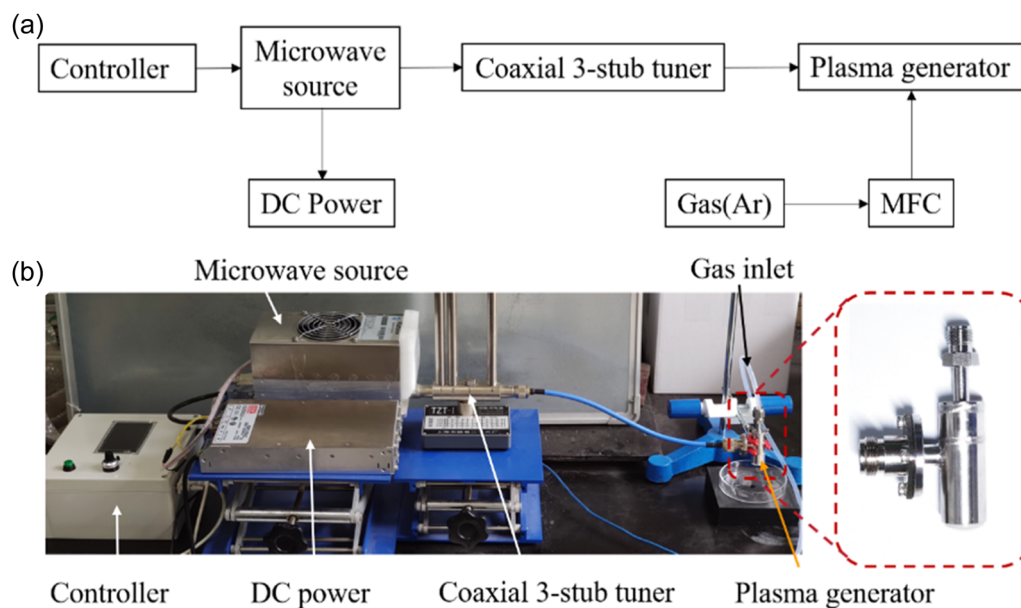 (a)
Controller
Microwave
source
Coaxial 3-stub tuner
Plasma generator
DC Power
Gas(Ar)
MFC
(b)
Microwave source
Gas inlet
TZT-
Controller
DC power
Coaxial 3-stub tuner
Plasma generator